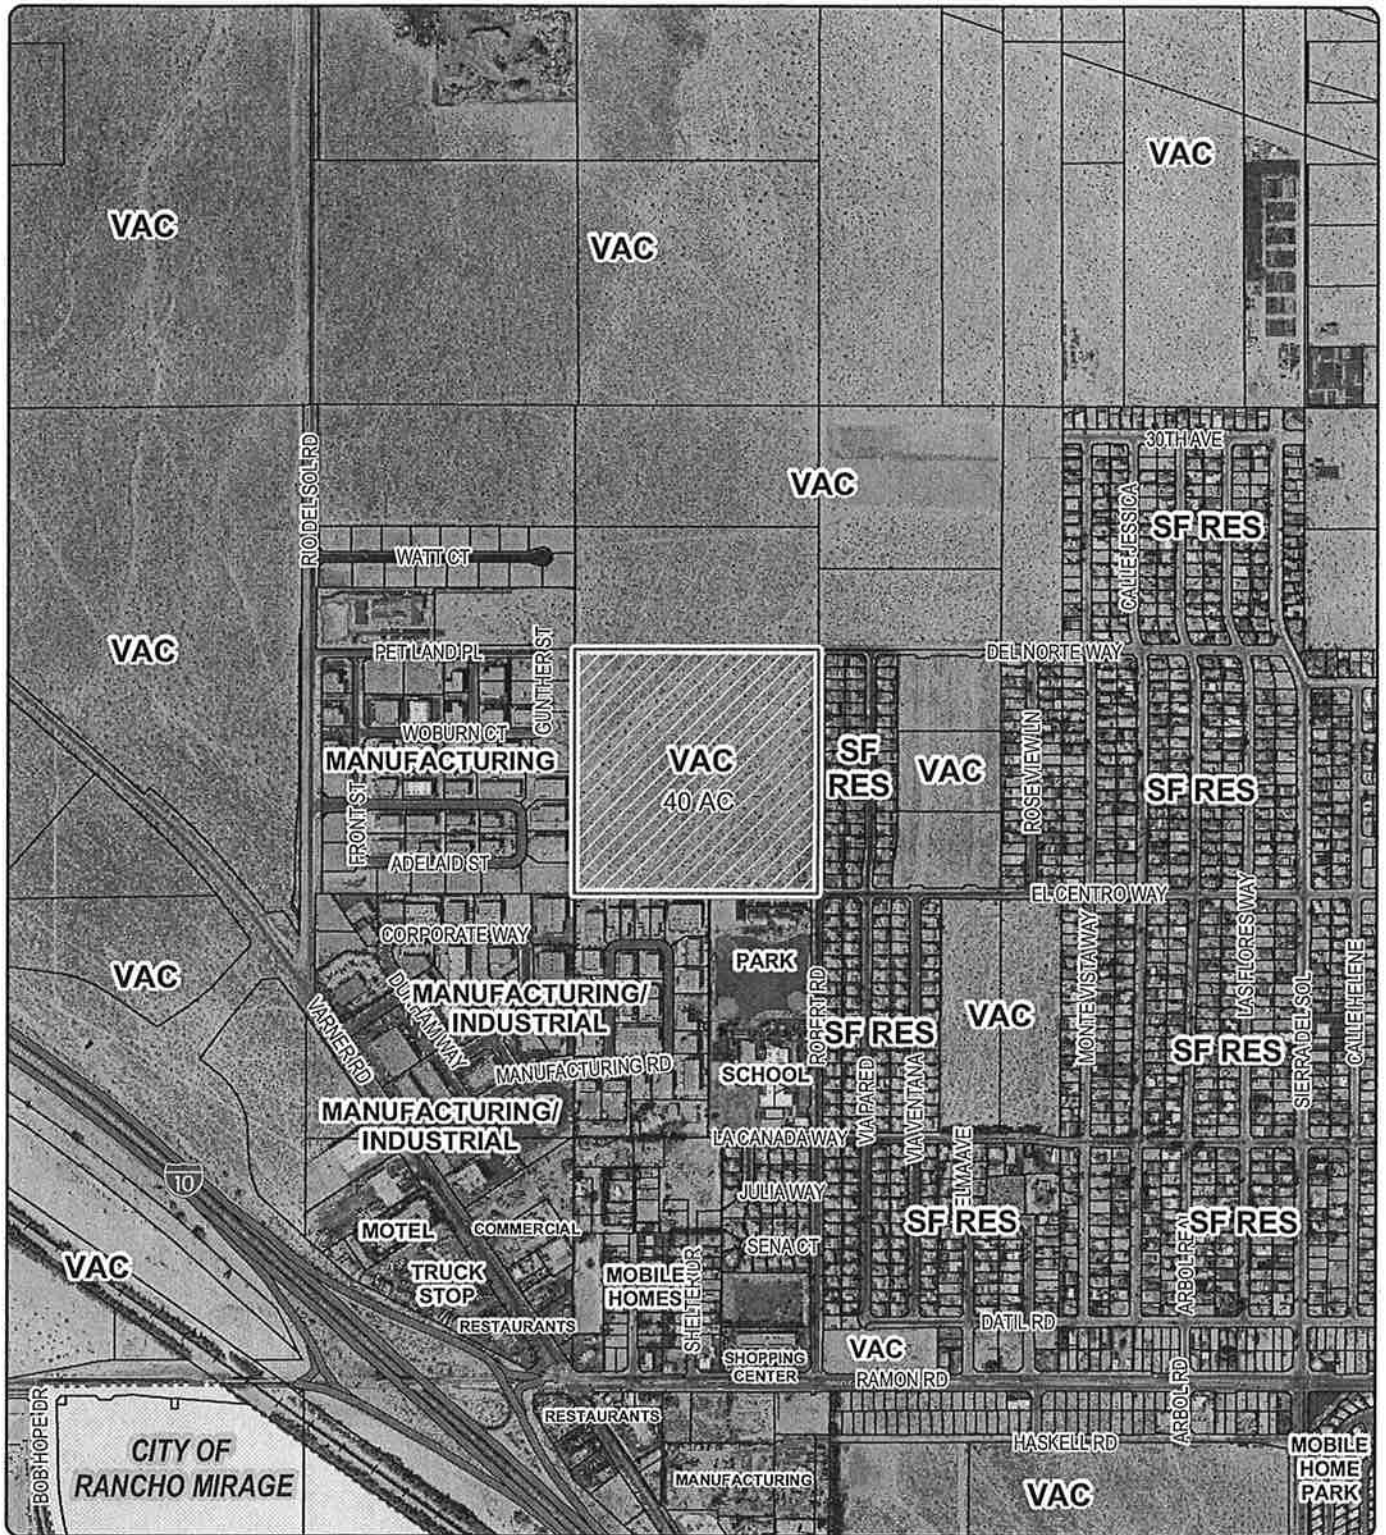 VAC
VAC
VAC
30TH AVE
RIO DEL SOL RD
VAC
CALLE JESSICA
SF RES
WATT CT
VAC
PETLAND PL
GUNTHER ST
DEL NORTE WAY
WOBURN CT
MANUFACTURING
VAC
40 AC
SF
RES
VAC
ROSEVIEW LN
SF RES
FRONT ST
ADELAID ST
EL CENTRO WAY
CORPORATE WAY
PARK
VAC
DUNHAM WAY
MANUFACTURING/
INDUSTRIAL
VARNER RD
MANUFACTURING RD
ROBERT RD
SF RES
VAC
MONTE VISTA WAY
LAS FLORES WAY
SF RES
SIERRA DEL SOL
CALLE HELENE
SCHOOL
VIA PARED
VIA VENTANA
MANUFACTURING/
INDUSTRIAL
LA CANADA WAY
10
JULIA WAY
MOTEL
COMMERCIAL
SF RES
SF RES
SENA CT
VAC
TRUCK
STOP
MOBILE
HOMES
SHELTER DR
RESTAURANTS
DATIL RD
VAC
SHOPPING
CENTER
RAMON RD
ARBOL RD
BOB HOPE DR
RESTAURANTS
HASKELL RD
CITY OF
RANCHO MIRAGE
MANUFACTURING
VAC
MOBILE
HOME
PARK